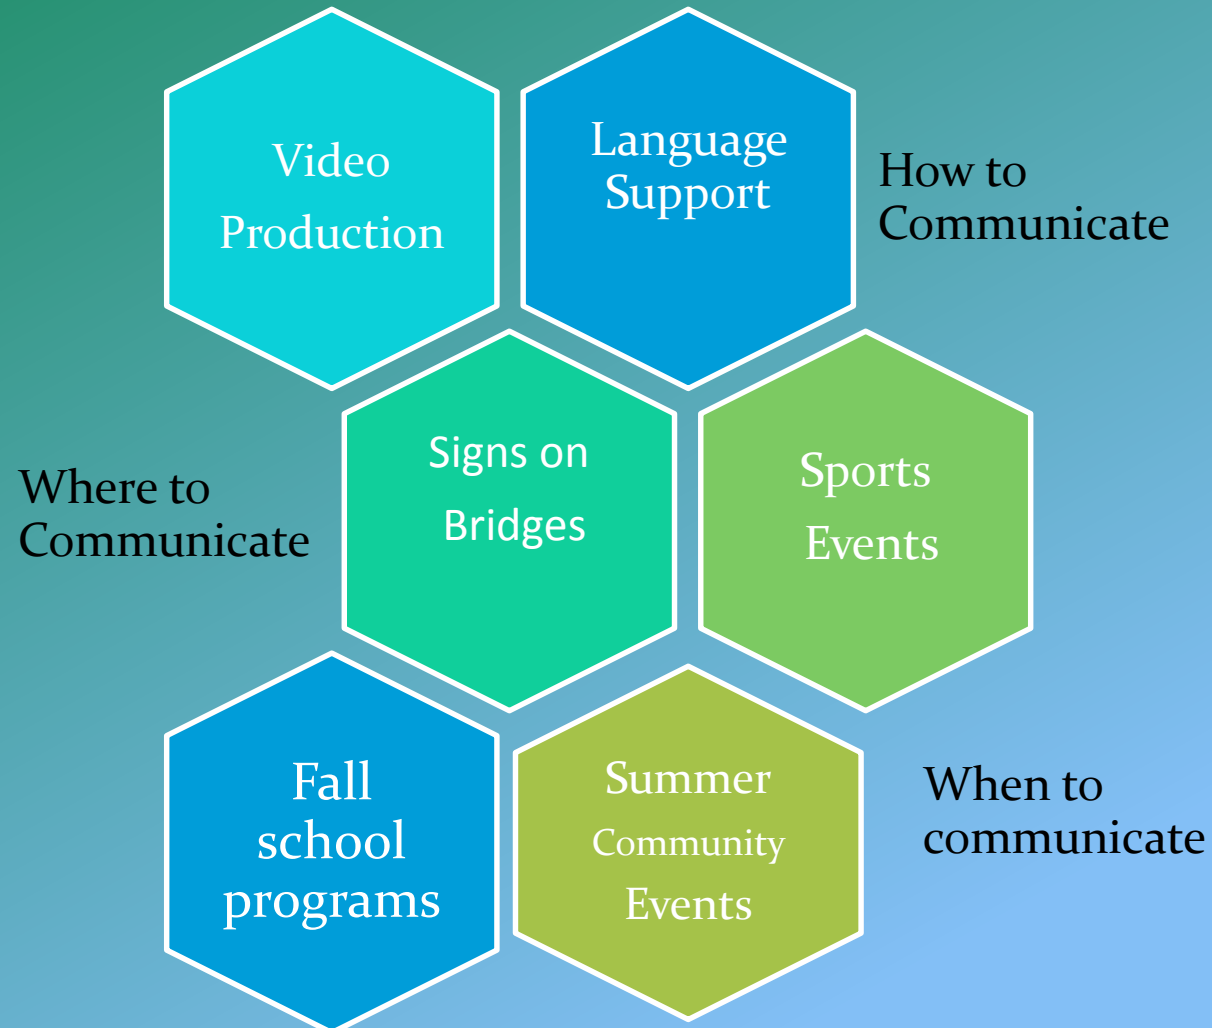 Video
Production
Language
Support
How to
Communicate
Where to
Communicate
Signs on
Bridges
Sports
Events
Fall
school
programs
Summer
Community
Events
When to
communicate